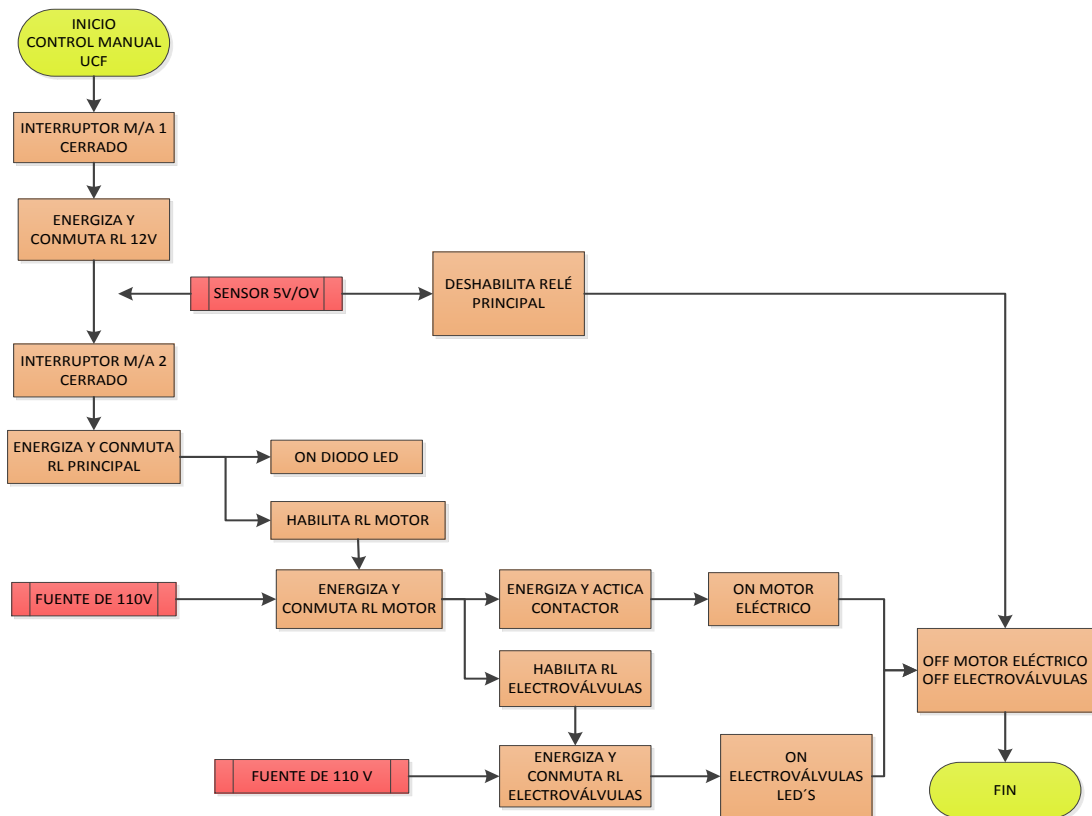 INICIO
CONTROL MANUAL
UCF
INTERRUPTOR M/A 1
CERRADO
ENERGIZA Y
CONMUTA RL 12V
SENSOR 5V/OV
DESHABILITA RELÉ
PRINCIPAL
INTERRUPTOR M/A 2
CERRADO
ENERGIZA Y CONMUTA
RL PRINCIPAL
ON DIODO LED
HABILITA RL MOTOR
FUENTE DE 110V
ENERGIZA Y
CONMUTA RL MOTOR
ENERGIZA Y ACTICA
CONTACTOR
ON MOTOR
ELÉCTRICO
HABILITA RL
ELECTROVÁLVULAS
OFF MOTOR ELÉCTRICO
OFF ELECTROVÁLVULAS
FUENTE DE 110 V
ENERGIZA Y
CONMUTA RL
ELECTROVÁLVULAS
ON
ELECTROVÁLVULAS
LED´S
FIN